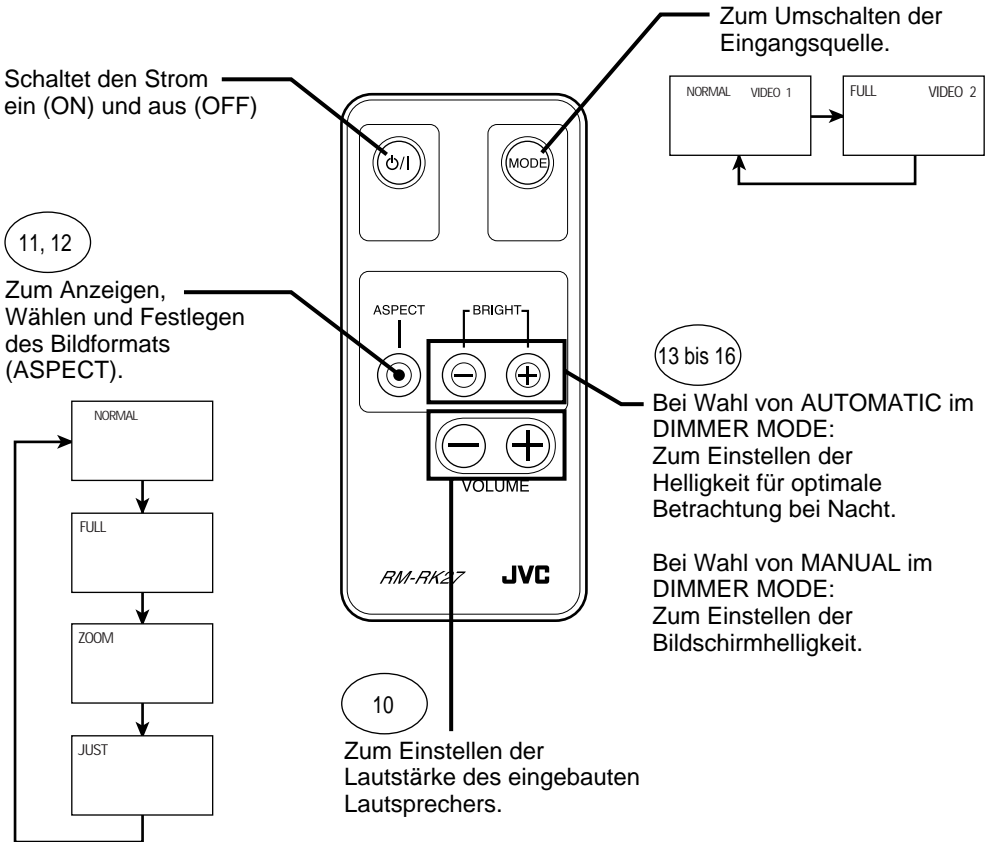 Zum Umschalten der
Eingangsquelle.
NORMAL VIDEO 1
FULL VIDEO 2
Schaltet den Strom
ein (ON) und aus (OFF)
⏻/I
MODE
11, 12
Zum Anzeigen,
Wählen und Festlegen
des Bildformats
(ASPECT).
ASPECT
BRIGHT
VOLUME
RM-RK27 JVC
13 bis 16
Bei Wahl von AUTOMATIC im
DIMMER MODE:
Zum Einstellen der
Helligkeit für optimale
Betrachtung bei Nacht.
Bei Wahl von MANUAL im
DIMMER MODE:
Zum Einstellen der
Bildschirmhelligkeit.
NORMAL
FULL
ZOOM
JUST
10
Zum Einstellen der
Lautstärke des eingebauten
Lautsprechers.